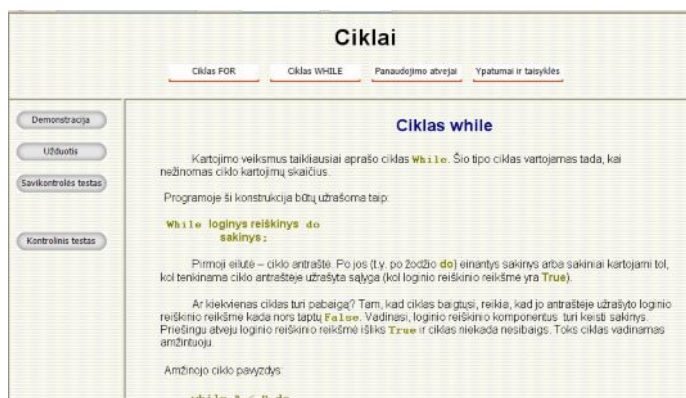 Ciklai
Ciklas FOR Ciklas WHILE Panaudojimo atvejai Ypatumai ir taisyklės
Demonstracija
Užduotis
Savikontrolės testas
Kontrolinis testas
Ciklas while
Kartojimo veiksmus taikliausiai aprašo ciklas While. Šio tipo ciklas vartojamas tada, kai
nežinomas ciklo kartojimų skaičius.
Programoje ši konstrukcija būtų užrašoma taip:
While loginys reiškinys do
sakinys;
Pirmoji eilutė – ciklo antraštė. Po jos (t.y. po žodžio do) einantys sakinys arba sakiniai kartojami tol,
kol tenkinama ciklo antraštėje užrašyta sąlyga (kol loginio reiškinio reikšmė yra True).
Ar kiekvienas ciklas turi pabaigą? Tam, kad ciklas baigtųsi, reikia, kad jo antraštėje užrašyto loginio
reiškinio reikšmė kada nors taptų False. Vadinasi, loginio reiškinio komponentus turi keisti sakinys.
Priešingu atveju loginio reiškinio reikšmė išliks True ir ciklas niekada nesibaigs. Toks ciklas vadinamas
amžintuoju.
Amžinojo ciklo pavyzdys: